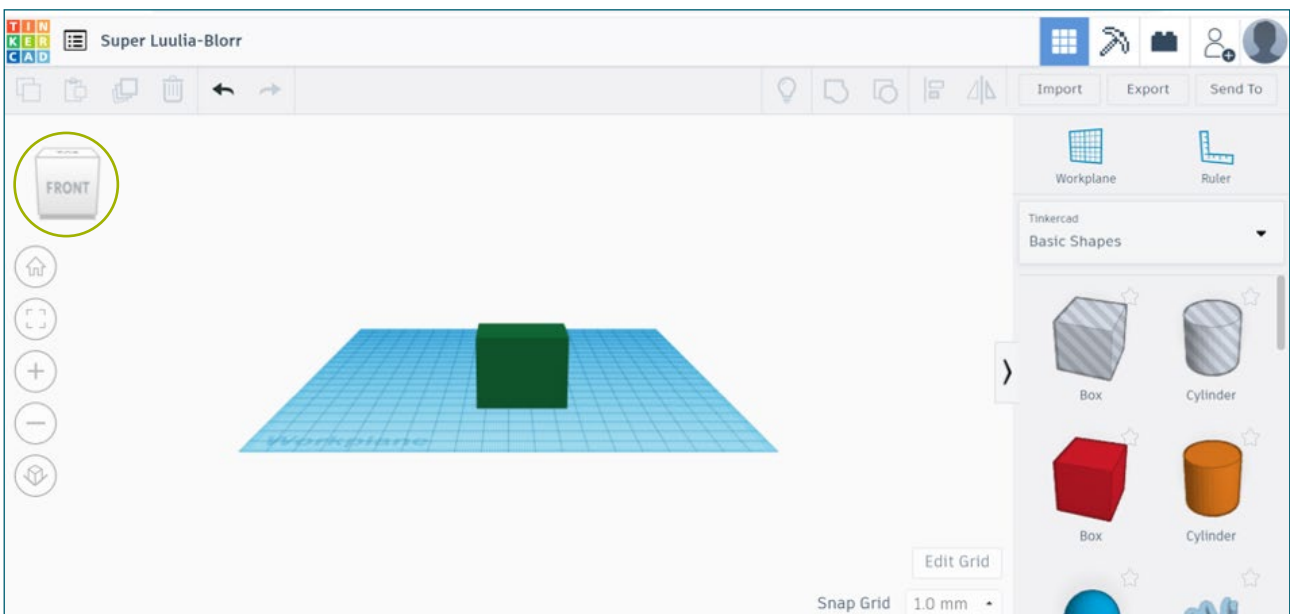 TIN
KER
CAD
Super Luulia-Blorr
Import
Export
Send To
FRONT
Workplane
Ruler
Tinkercad
Basic Shapes
Box
Cylinder
Workplane
Box
Cylinder
Edit Grid
Snap Grid 1.0 mm